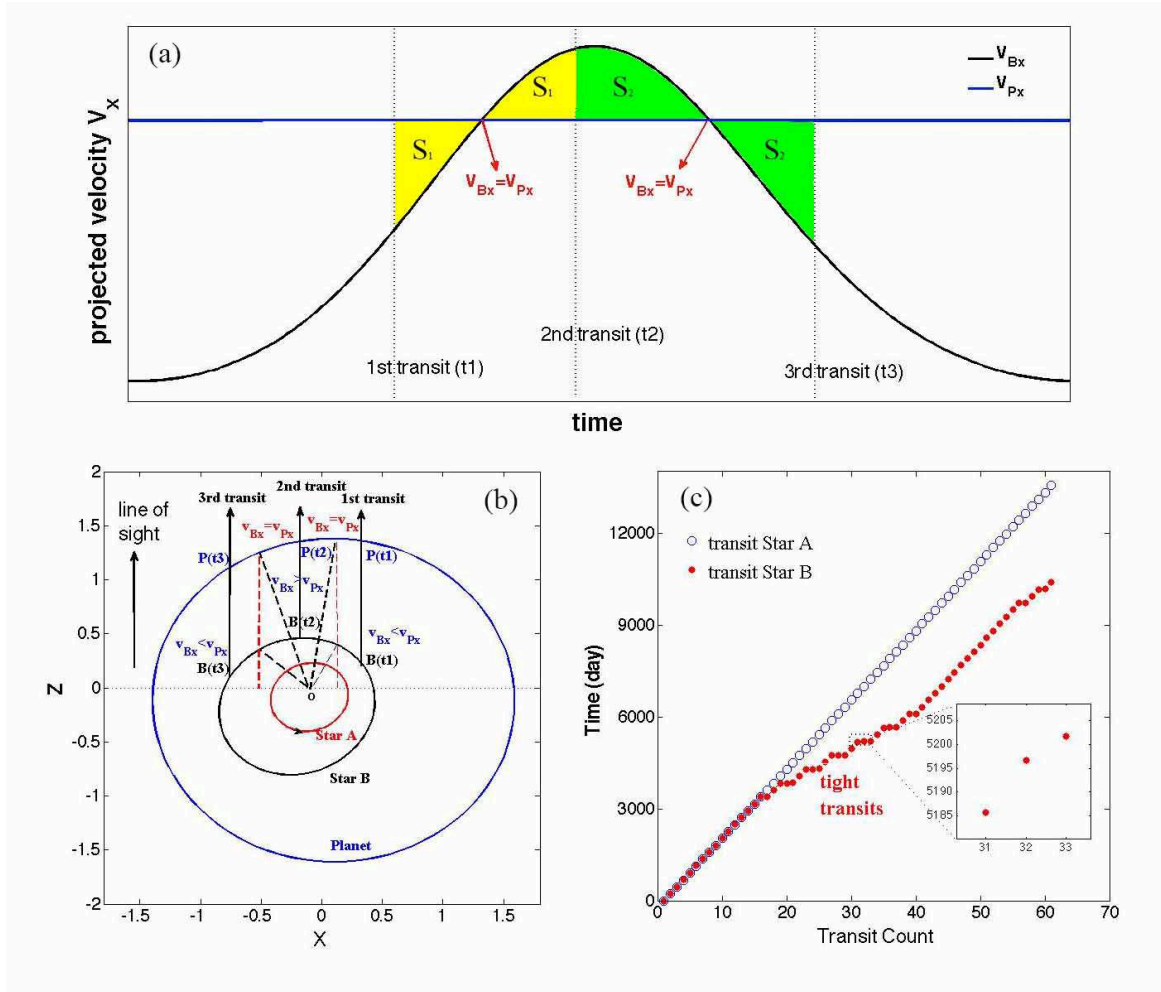 (a)
V_Bx
V_Px
S₁
S₂
S₁
S₂
V_Bx=V_Px
V_Bx=V_Px
projected velocity V_x
1st transit (t1)
2nd transit (t2)
3rd transit (t3)
time
(b)
line of
sight
3rd transit
2nd transit
1st transit
v_Bx=v_Px
v_Bx=v_Px
P(t3)
P(t2)
P(t1)
v_Bx>v_Px
v_Bx<v_Px
v_Bx<v_Px
B(t2)
B(t3)
B(t1)
o
Star A
Star B
Planet
2
1.5
1
0.5
0
-0.5
-1
-1.5
-2
Z
-1.5
-1
-0.5
0
0.5
1
1.5
X
(c)
transit Star A
transit Star B
tight
transits
12000
9000
6000
3000
0
Time (day)
5205
5200
5195
5190
5185
31
32
33
0
10
20
30
40
50
60
70
Transit Count